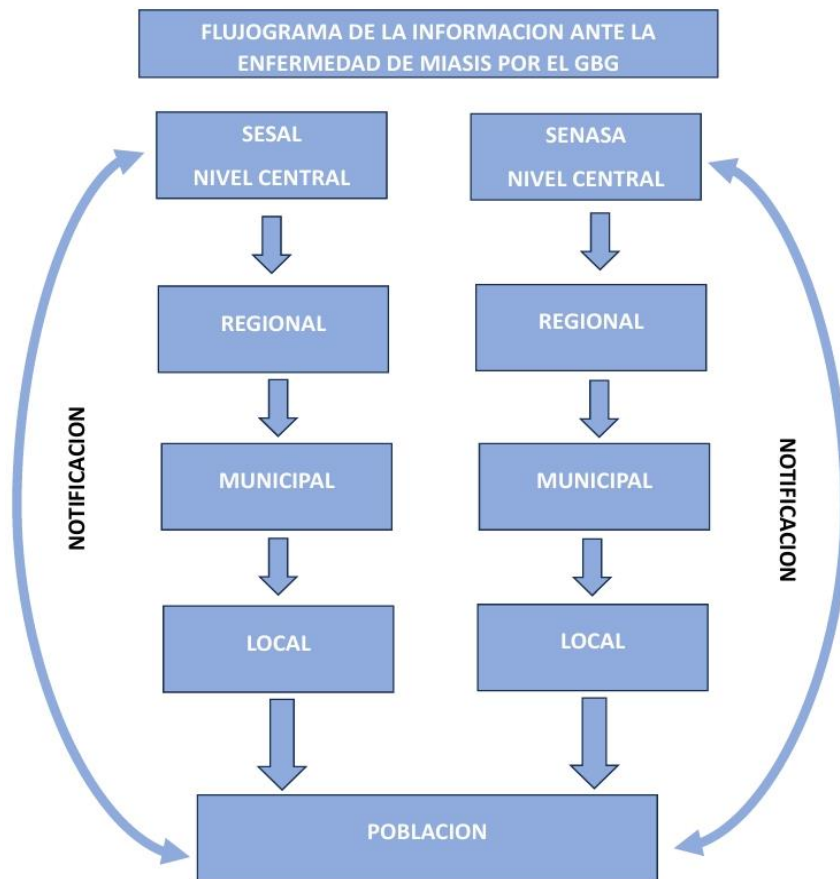 FLUJOGRAMA DE LA INFORMACION ANTE LA
ENFERMEDAD DE MIASIS POR EL GBG
SESAL
NIVEL CENTRAL
SENASA
NIVEL CENTRAL
REGIONAL
REGIONAL
MUNICIPAL
MUNICIPAL
NOTIFICACION
NOTIFICACION
LOCAL
LOCAL
POBLACION